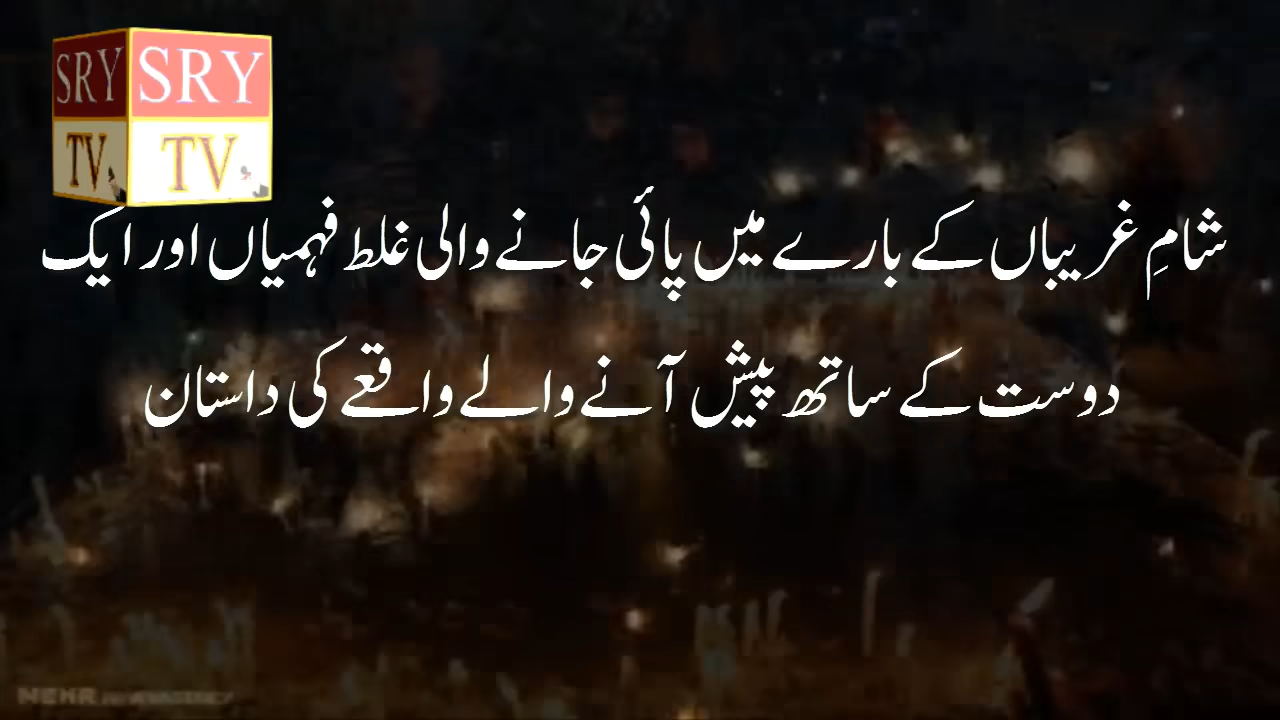 SRY SRY
TV TV
شامِ غریباں کے بارے میں پائی جانے والی غلط فہمیاں اور ایک
دوست کے ساتھ پیش آنے والے واقعے کی داستان
MEHR